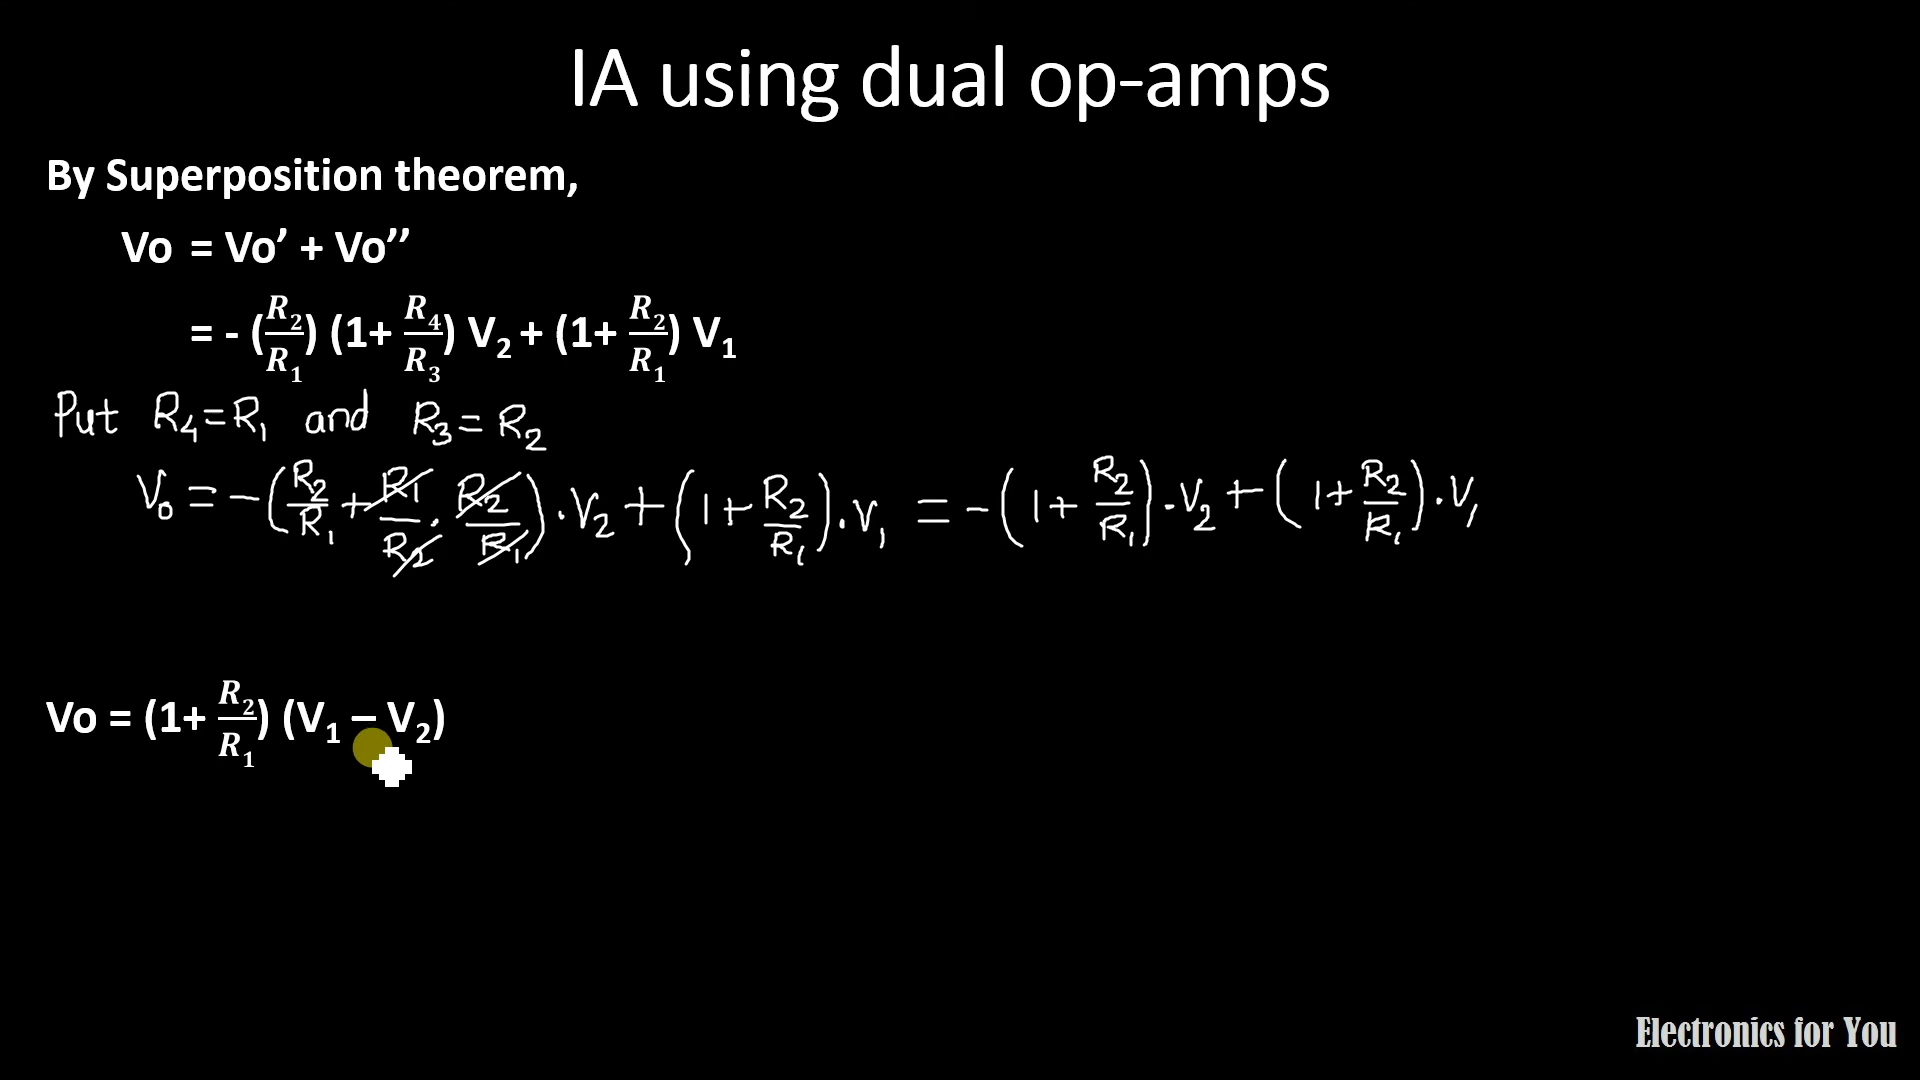 IA using dual op-amps
By Superposition theorem,
Vo = Vo’ + Vo’’
= - (R₂/R₁) (1+ R₄/R₃) V₂ + (1+ R₂/R₁) V₁
Put R₄=R₁ and R₃=R₂
V₀ = -(R₂/R₁ + R₁/R₂ . R₂/R₁) . V₂ + (1+ R₂/R₁) . V₁ = -(1+ R₂/R₁) . V₂ + (1+ R₂/R₁) . V₁
Vo = (1+ R₂/R₁) (V₁ – V₂)
Electronics for You